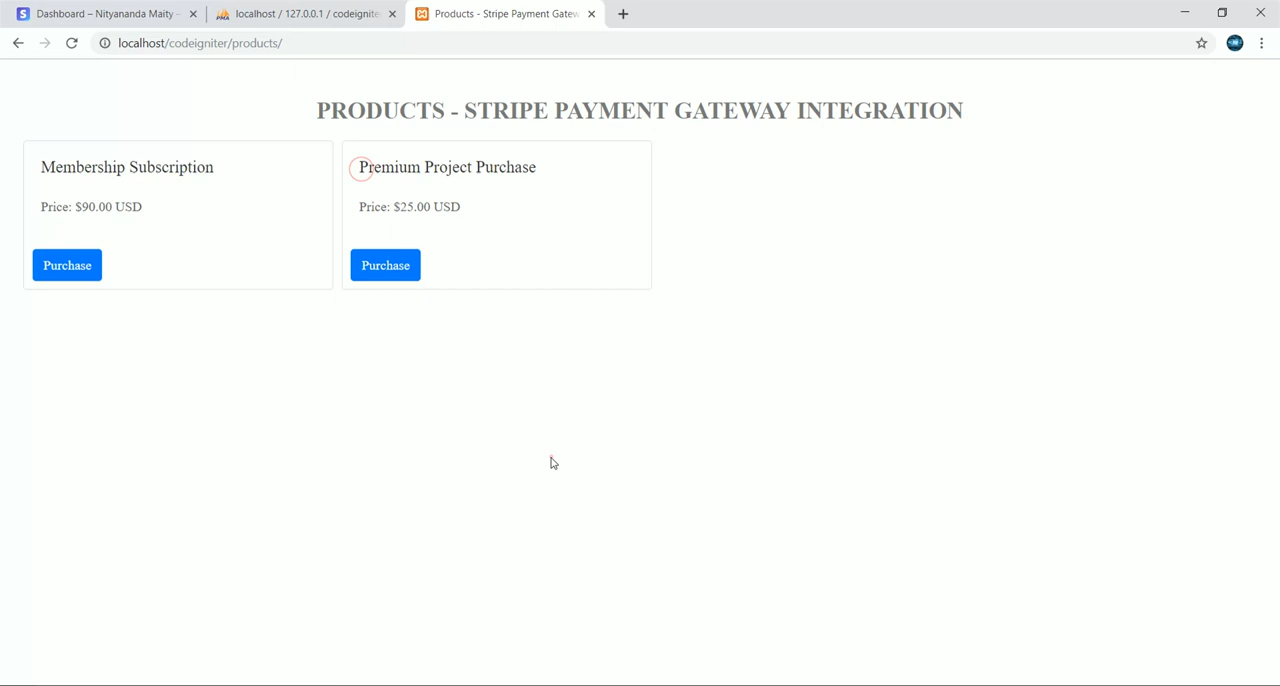 Dashboard – Nityananda Maity –
localhost / 127.0.0.1 / codeignite
Products - Stripe Payment Gatew
localhost/codeigniter/products/
PRODUCTS - STRIPE PAYMENT GATEWAY INTEGRATION
Membership Subscription
Price: $90.00 USD
Purchase
Premium Project Purchase
Price: $25.00 USD
Purchase